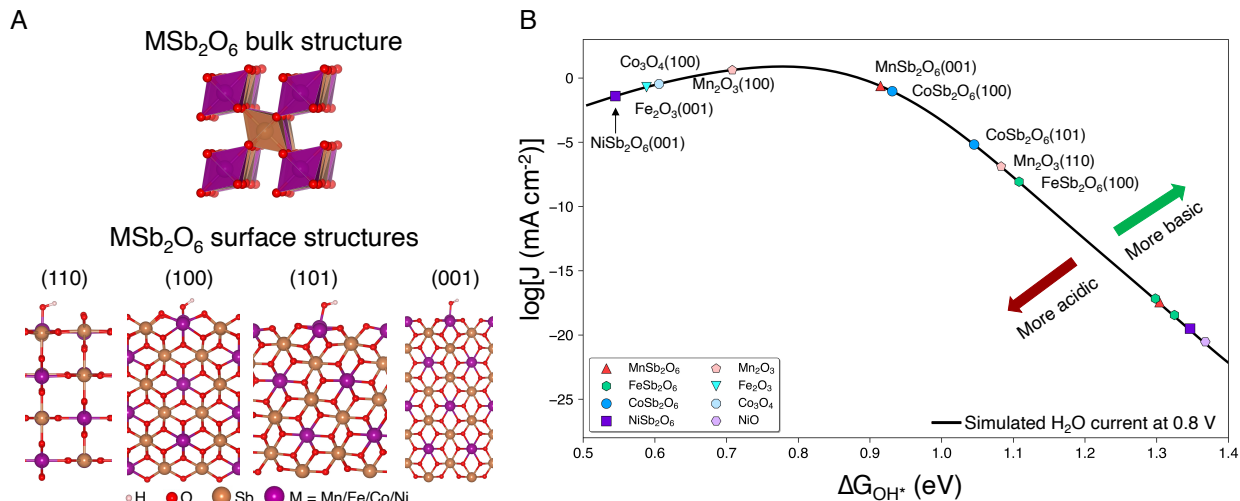 A
MSb₂O₆ bulk structure
MSb₂O₆ surface structures
(110)
(100)
(101)
(001)
H O Sb M = Mn/Fe/Co/Ni
B
log[J (mA cm⁻²)]
0
−5
−10
−15
−20
−25
Co₃O₄(100)
Mn₂O₃(100)
Fe₂O₃(001)
NiSb₂O₆(001)
MnSb₂O₆(001)
CoSb₂O₆(100)
CoSb₂O₆(101)
Mn₂O₃(110)
FeSb₂O₆(100)
More basic
More acidic
MnSb₂O₆
FeSb₂O₆
CoSb₂O₆
NiSb₂O₆
Mn₂O₃
Fe₂O₃
Co₃O₄
NiO
Simulated H₂O current at 0.8 V
0.5 0.6 0.7 0.8 0.9 1.0 1.1 1.2 1.3 1.4
ΔG_OH* (eV)